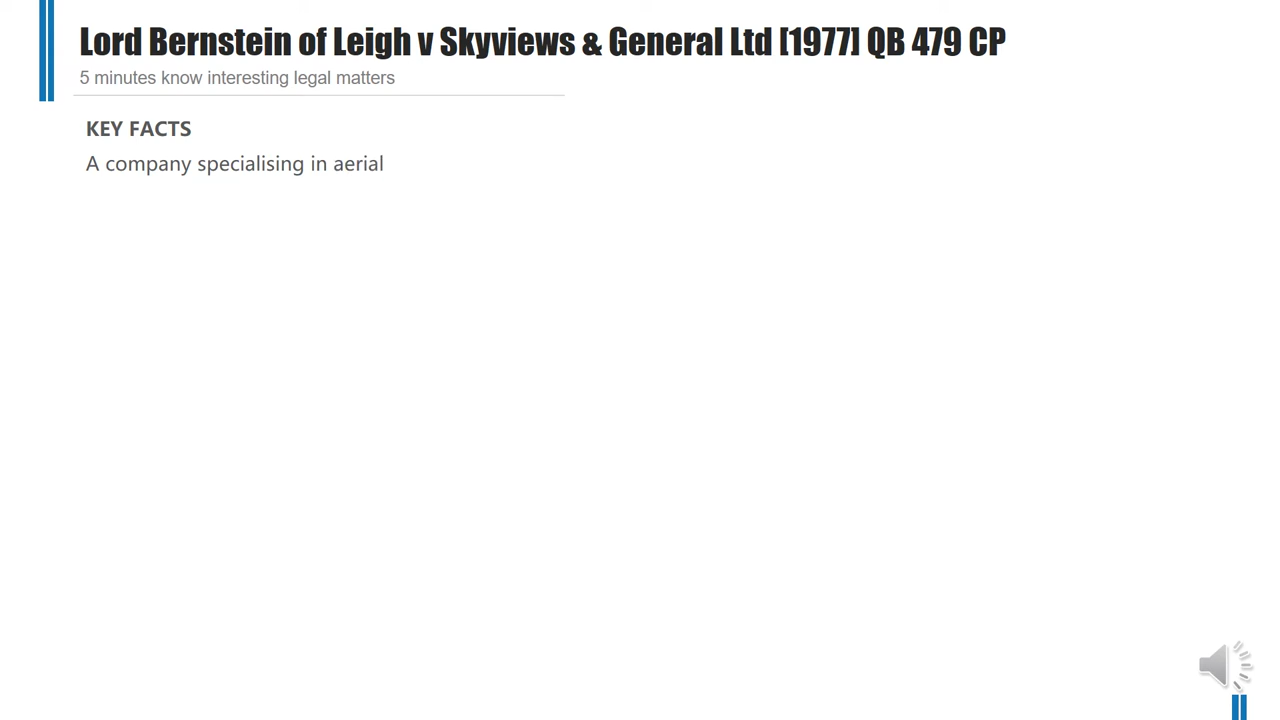 Lord Bernstein of Leigh v Skyviews & General Ltd [1977] QB 479 CP
5 minutes know interesting legal matters
KEY FACTS
A company specialising in aerial